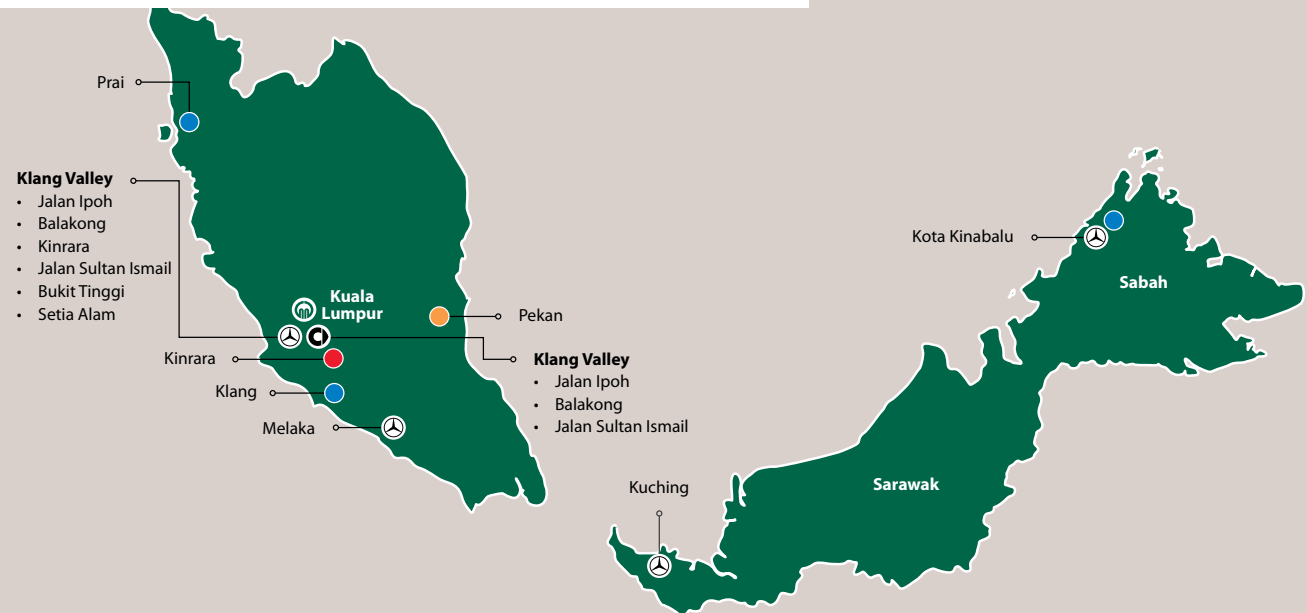 Prai
Klang Valley
• Jalan Ipoh
• Balakong
• Kinrara
• Jalan Sultan Ismail
• Bukit Tinggi
• Setia Alam
Kuala
Lumpur
Pekan
Kinrara
Klang
Melaka
Klang Valley
• Jalan Ipoh
• Balakong
• Jalan Sultan Ismail
Kota Kinabalu
Sabah
Sarawak
Kuching